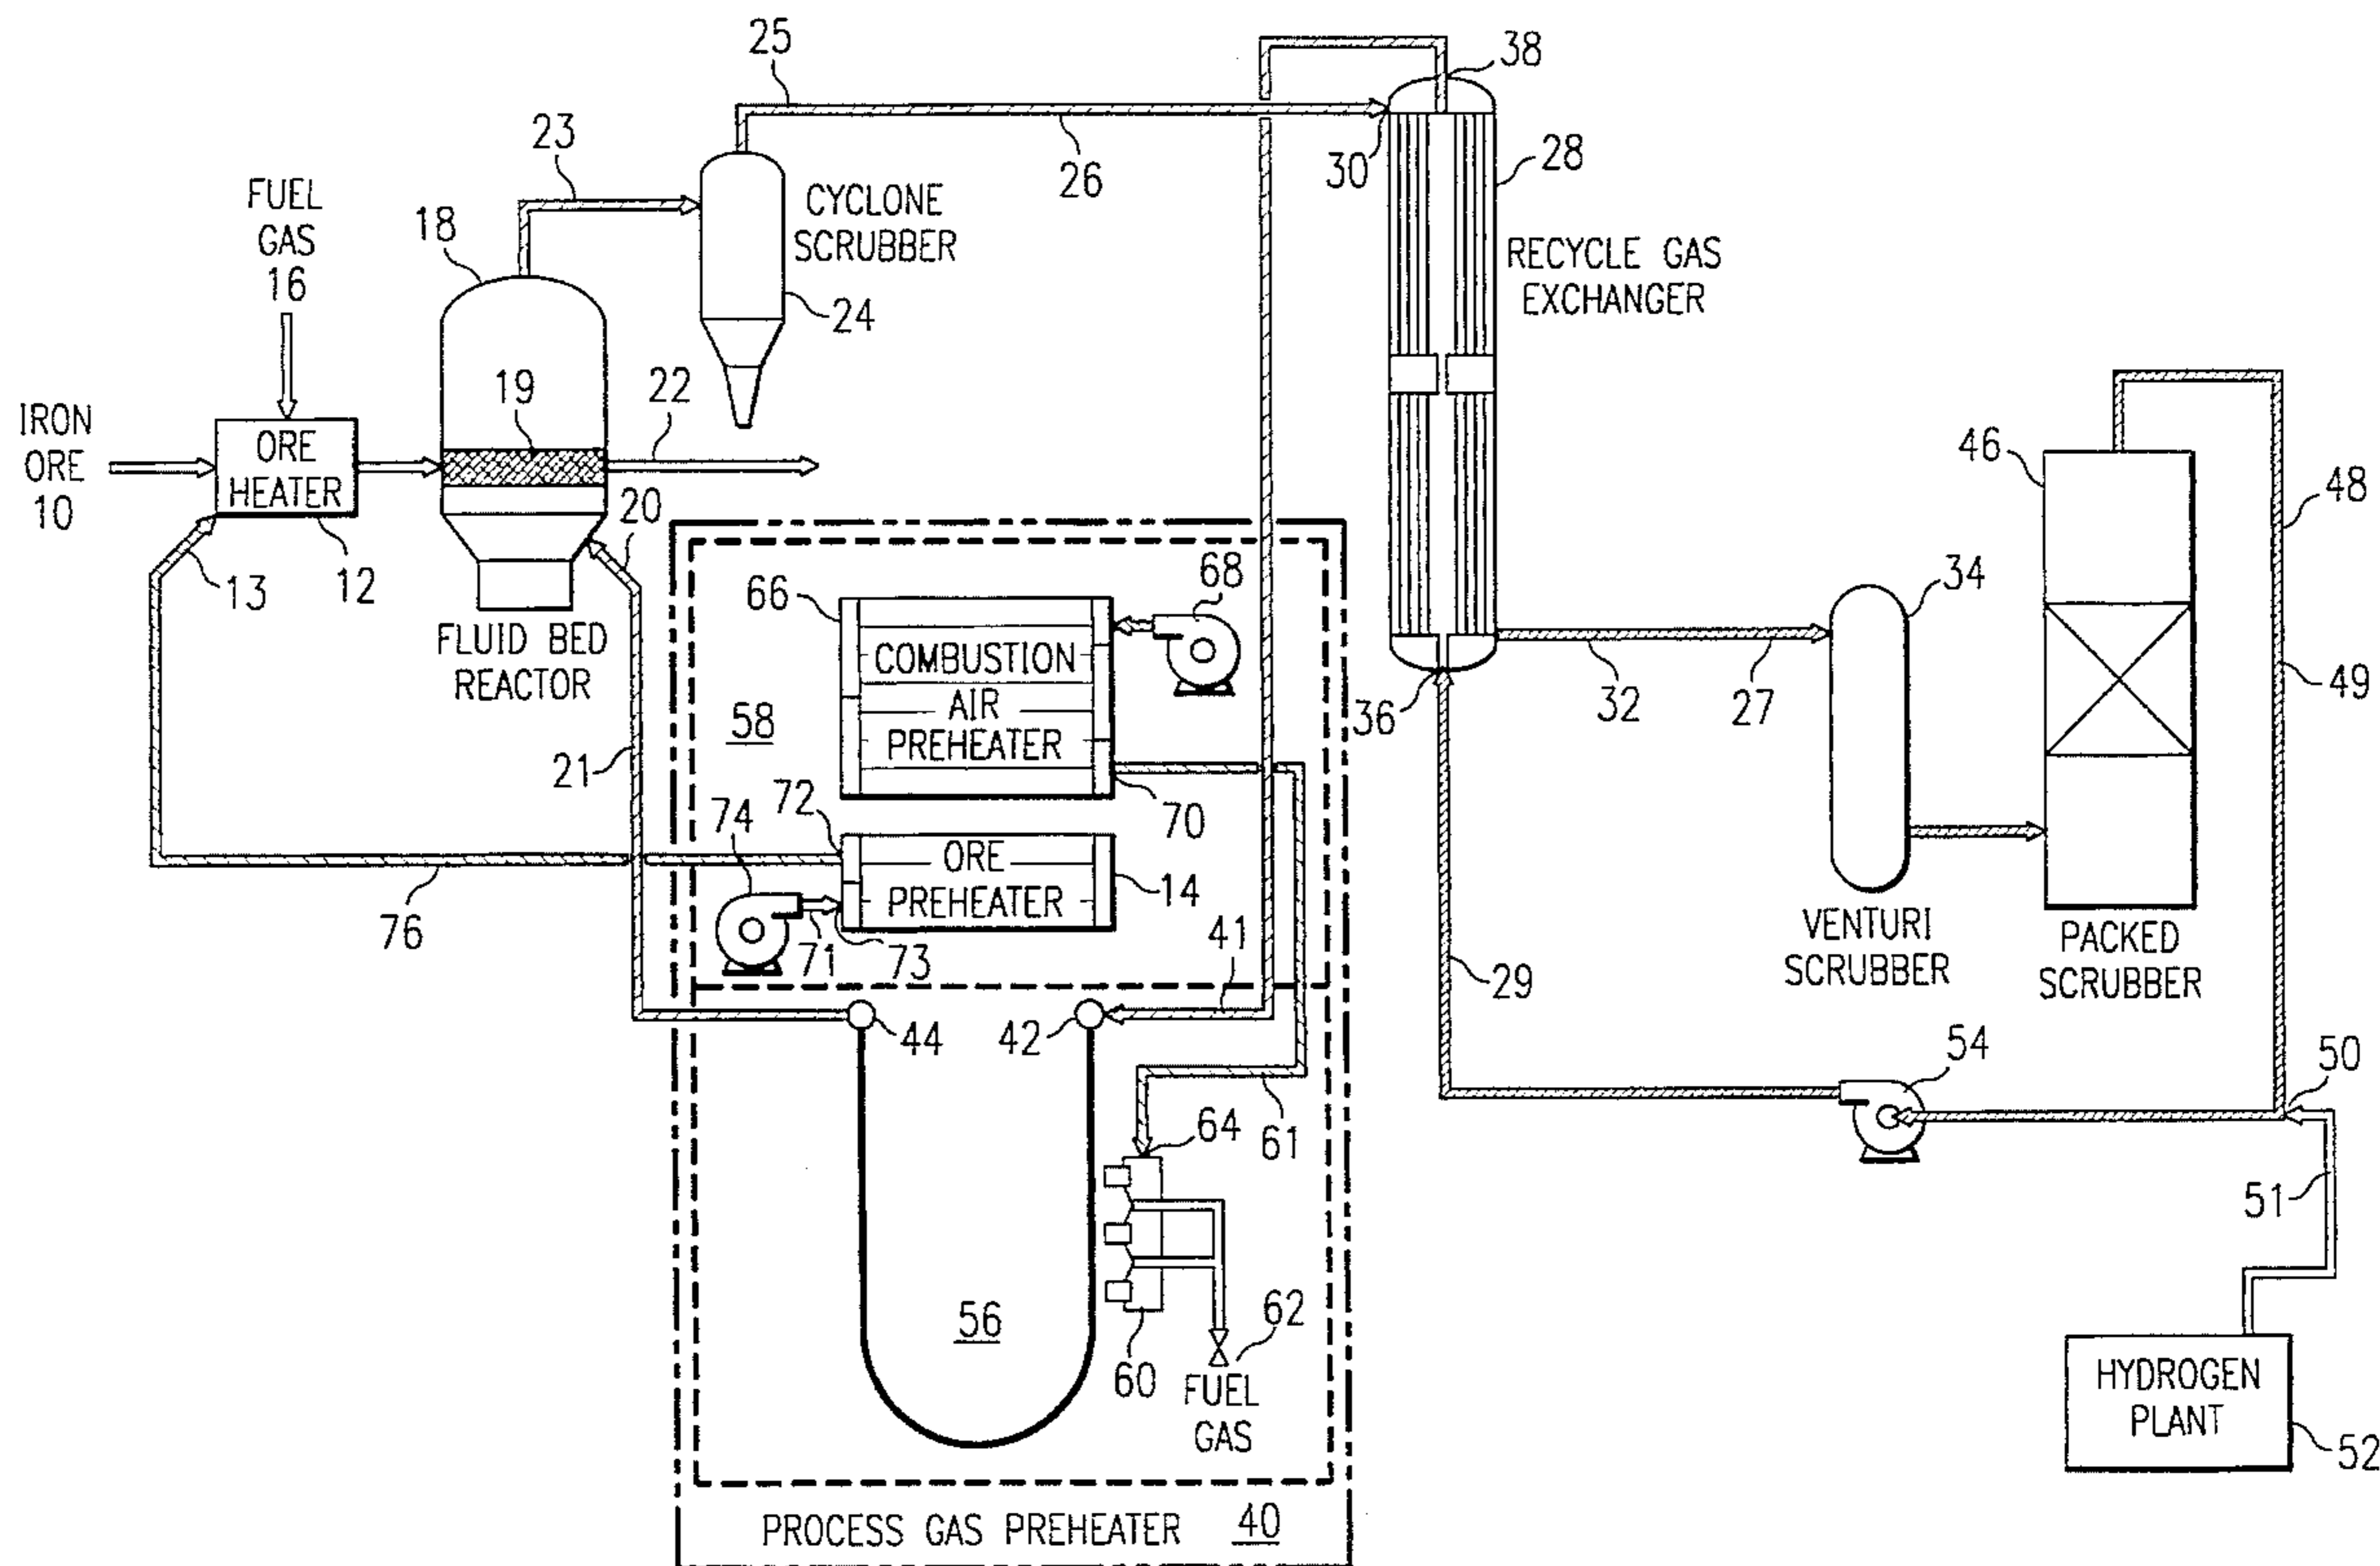 25
38
23
30
26
28
FUEL
GAS
16
18
CYCLONE
SCRUBBER
24
RECYCLE GAS
EXCHANGER
IRON
ORE
10
ORE
HEATER
19
22
20
13
12
FLUID BED
REACTOR
46
48
34
49
66
68
COMBUSTION
AIR
PREHEATER
58
36
32
27
21
70
72
74
ORE
PREHEATER
14
76
71
73
41
29
VENTURI
SCRUBBER
PACKED
SCRUBBER
44
42
54
50
64
61
51
56
62
60
FUEL
GAS
HYDROGEN
PLANT
52
PROCESS GAS PREHEATER 40